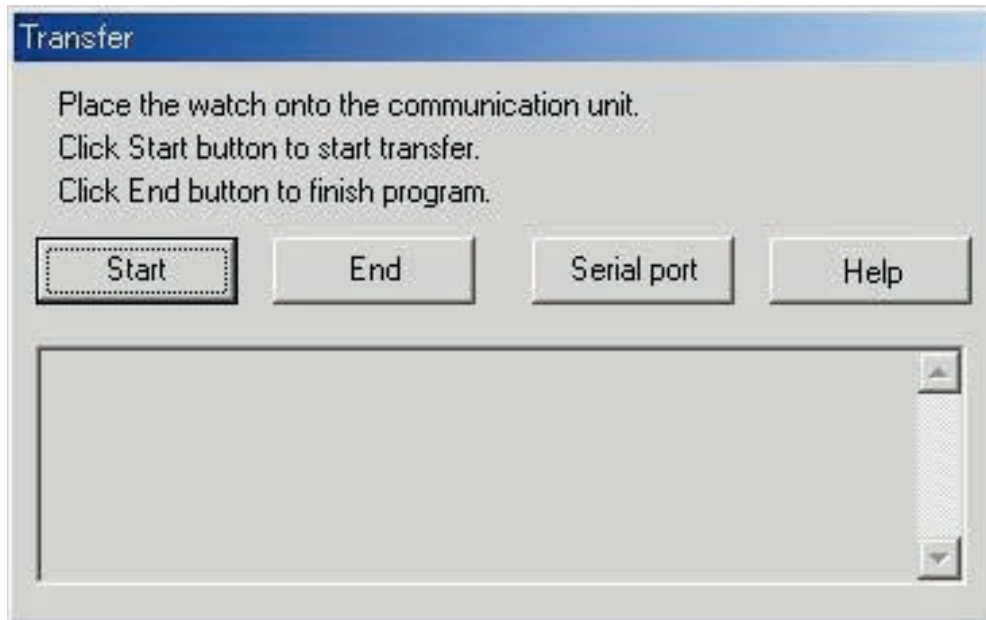 Transfer
Place the watch onto the communication unit.
Click Start button to start transfer.
Click End button to finish program.
Start End Serial port Help